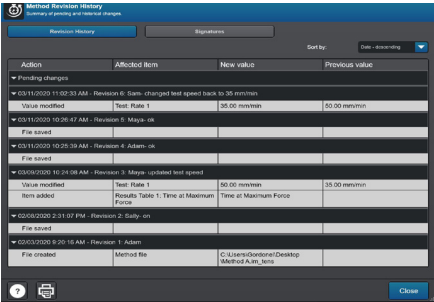 Method Revision History
Summary of pending and historical changes.
Revision History
Signatures
Sort by:
Date - descending
Action
Affected item
New value
Previous value
Pending changes
03/11/2020 11:02:33 AM - Revision 6: Sam- changed test speed back to 35 mm/min
Value modified
Test: Rate 1
35.00 mm/min
50.00 mm/min
03/11/2020 10:26:47 AM - Revision 5: Maya- ok
File saved
03/11/2020 10:25:39 AM - Revision 4: Adam- ok
File saved
03/09/2020 10:24:08 AM - Revision 3: Maya- updated test speed
Value modified
Test: Rate 1
50.00 mm/min
35.00 mm/min
Item added
Results Table 1: Time at Maximum
Force
Time at Maximum Force
02/08/2020 2:31:07 PM - Revision 2: Sally- on
File saved
02/03/2020 9:20:16 AM - Revision 1: Adam
File created
Method file
C:\Users\Gordonel\Desktop
\Method A.im_tens
?
Close